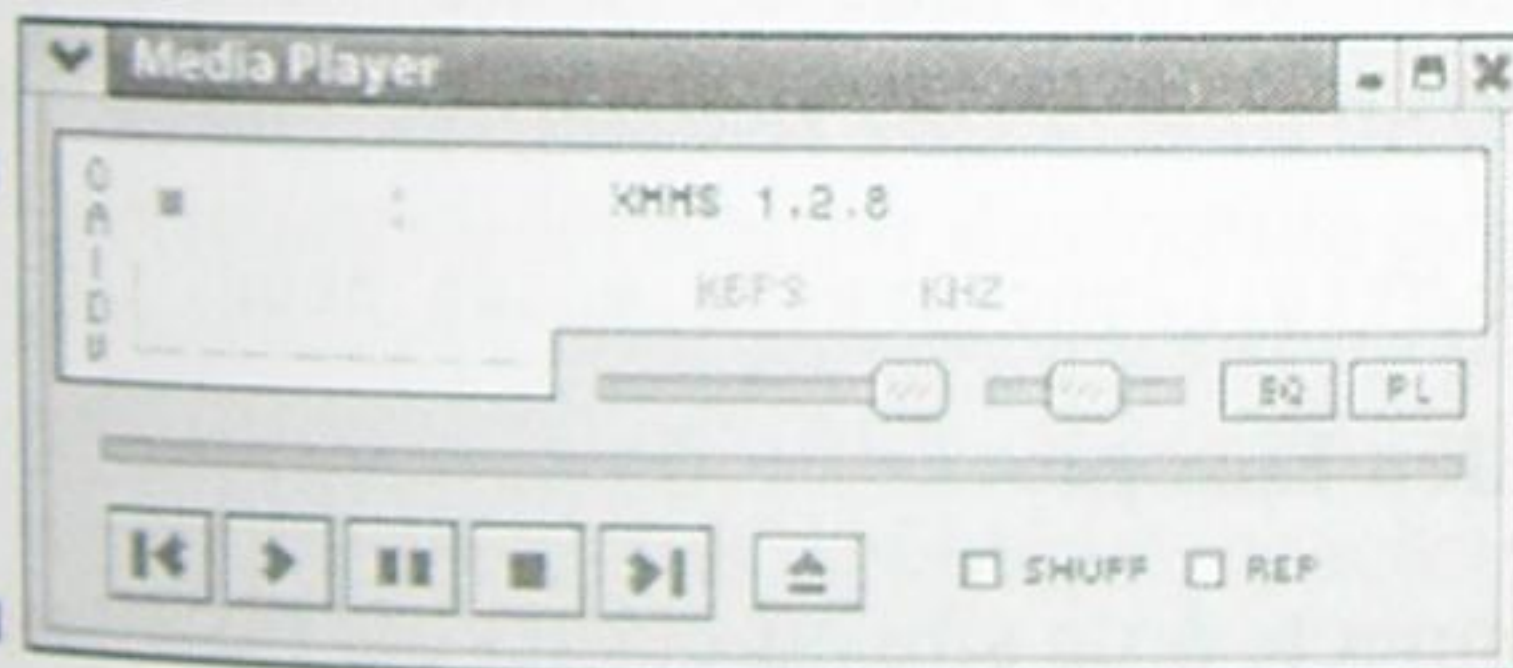 Media Player
O
A
I
D
V
XMMS 1.2.8
KBPS KHZ
EQ PL
SHUFF REP